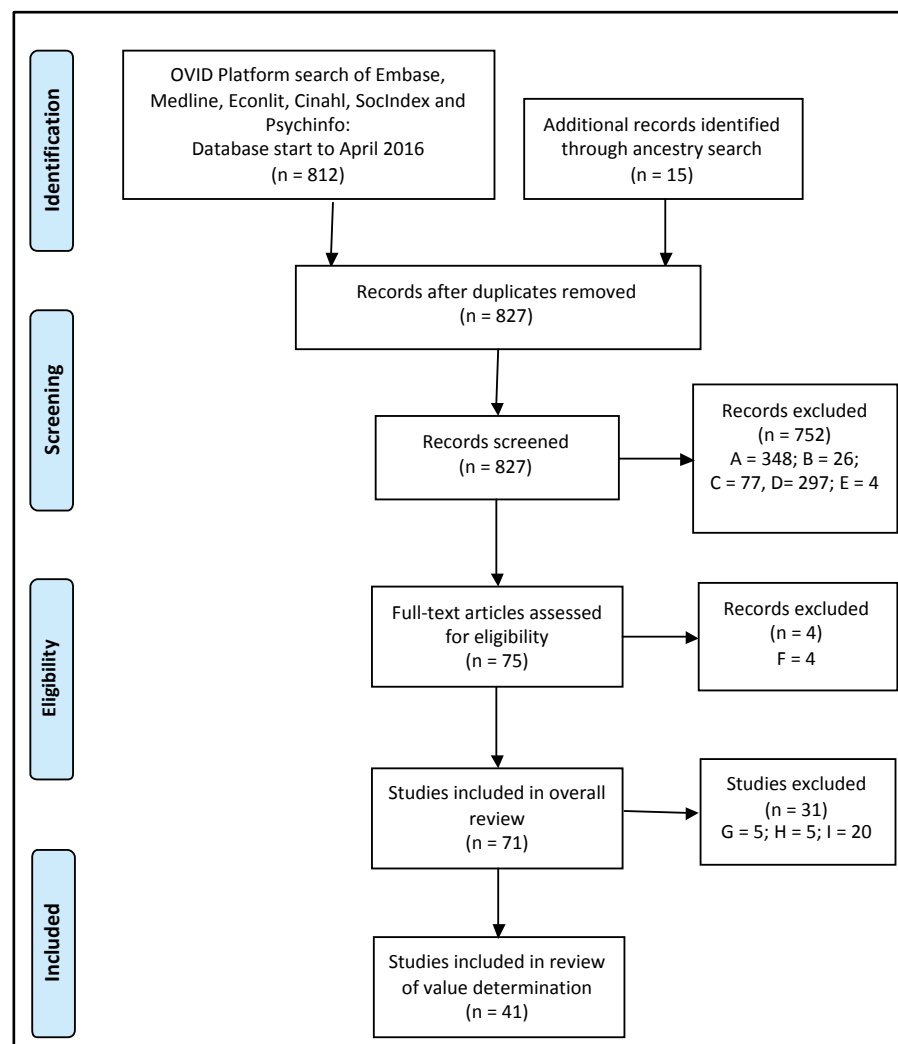 Identification
OVID Platform search of Embase,
Medline, Econlit, Cinahl, SocIndex and
Psychinfo:
Database start to April 2016
(n = 812)
Additional records identified
through ancestry search
(n = 15)
Records after duplicates removed
(n = 827)
Screening
Records screened
(n = 827)
Records excluded
(n = 752)
A = 348; B = 26;
C = 77, D= 297; E = 4
Eligibility
Full-text articles assessed
for eligibility
(n = 75)
Records excluded
(n = 4)
F = 4
Studies included in overall
review
(n = 71)
Studies excluded
(n = 31)
G = 5; H = 5; I = 20
Included
Studies included in review
of value determination
(n = 41)